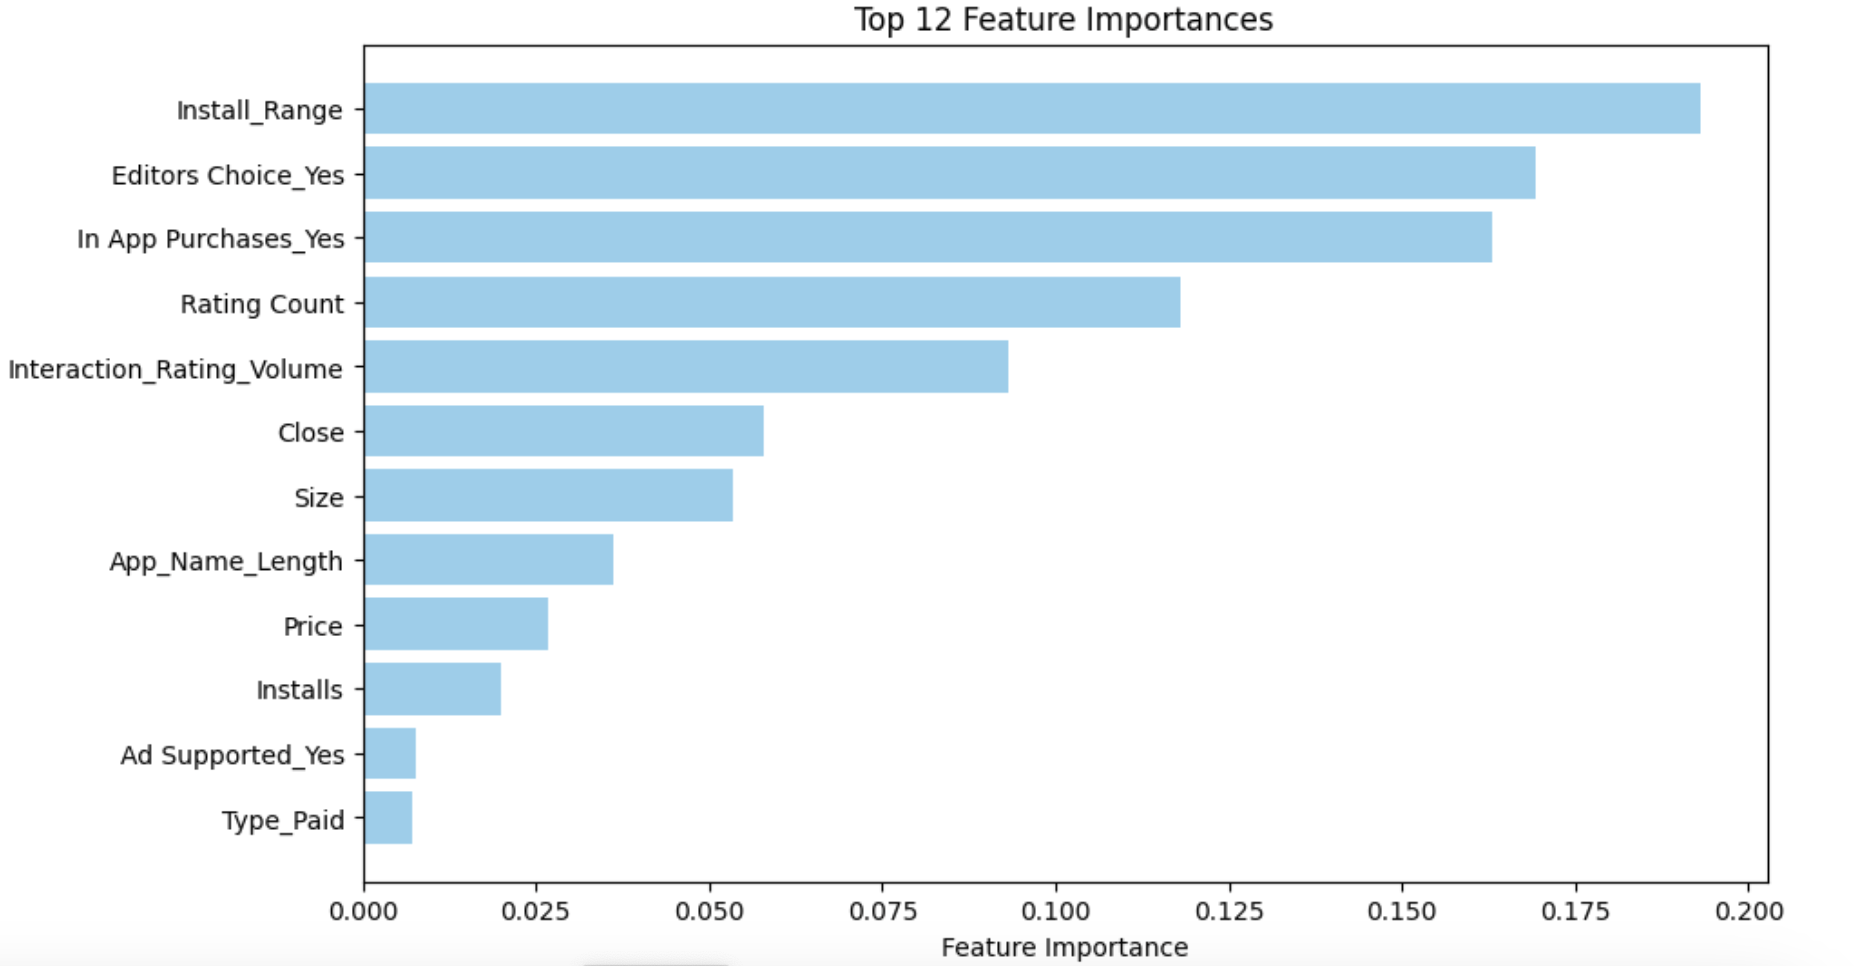 Top 12 Feature Importances
Install_Range
Editors Choice_Yes
In App Purchases_Yes
Rating Count
Interaction_Rating_Volume
Close
Size
App_Name_Length
Price
Installs
Ad Supported_Yes
Type_Paid
0.000 0.025 0.050 0.075 0.100 0.125 0.150 0.175 0.200
Feature Importance